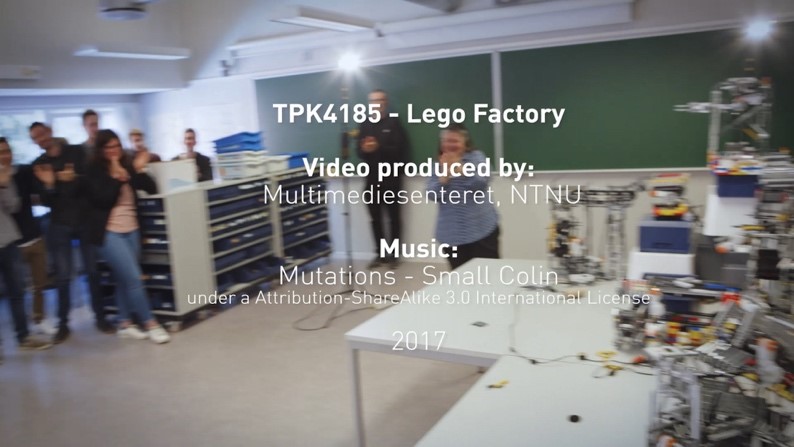 TPK4185 - Lego Factory
Video produced by:
Multimediesenteret, NTNU
Music:
Mutations - Small Colin
under a Attribution-ShareAlike 3.0 International License
2017